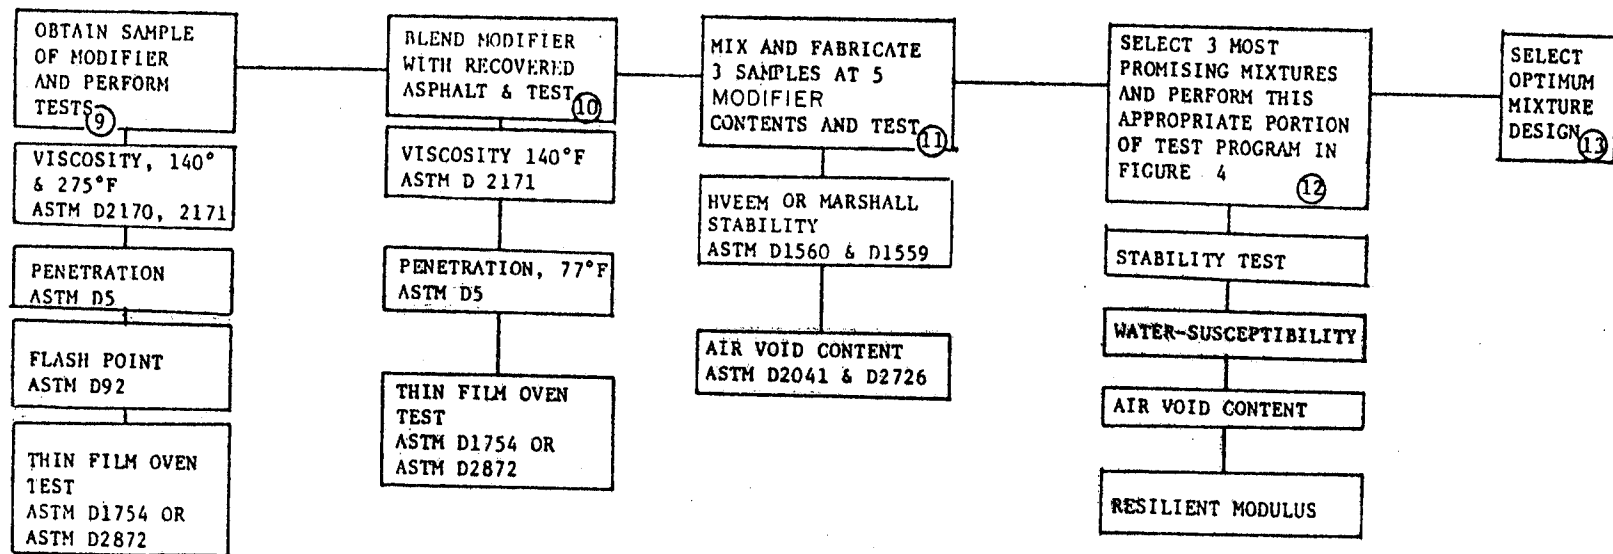 OBTAIN SAMPLE
OF MODIFIER
AND PERFORM
TESTS 9
VISCOSITY, 140°
& 275°F
ASTM D2170, 2171
PENETRATION
ASTM D5
FLASH POINT
ASTM D92
THIN FILM OVEN
TEST
ASTM D1754 OR
ASTM D2872
BLEND MODIFIER
WITH RECOVERED
ASPHALT & TEST 10
VISCOSITY 140°F
ASTM D 2171
PENETRATION, 77°F
ASTM D5
THIN FILM OVEN
TEST
ASTM D1754 OR
ASTM D2872
MIX AND FABRICATE
3 SAMPLES AT 5
MODIFIER
CONTENTS AND TEST 11
HVEEM OR MARSHALL
STABILITY
ASTM D1560 & D1559
AIR VOID CONTENT
ASTM D2041 & D2726
SELECT 3 MOST
PROMISING MIXTURES
AND PERFORM THIS
APPROPRIATE PORTION
OF TEST PROGRAM IN
FIGURE 4
12
STABILITY TEST
WATER-SUSCEPTIBILITY
AIR VOID CONTENT
RESILIENT MODULUS
SELECT
OPTIMUM
MIXTURE
DESIGN 13